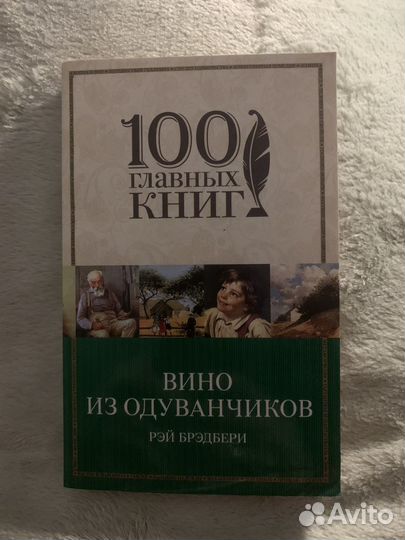 100
ГЛАВНЫХ
КНИГ
ВИНО
ИЗ ОДУВАНЧИКОВ
РЭЙ БРЭДБЕРИ
Avito